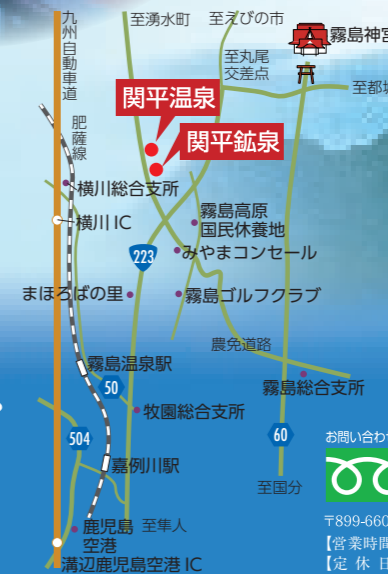 九州自動車道
至湧水町
至えびの市
霧島神宮
至丸尾
交差点
至都城
関平温泉
関平鉱泉
肥薩線
横川総合支所
横川IC
霧島高原
国民休養地
223
みやまコンセール
まほろばの里
霧島ゴルフクラブ
農免道路
霧島温泉駅
50
霧島総合支所
牧園総合支所
504
60
お問い合わ
嘉例川駅
至国分
鹿児島
空港
至隼人
溝辺鹿児島空港IC
〒899-660
【営業時間
【定休日